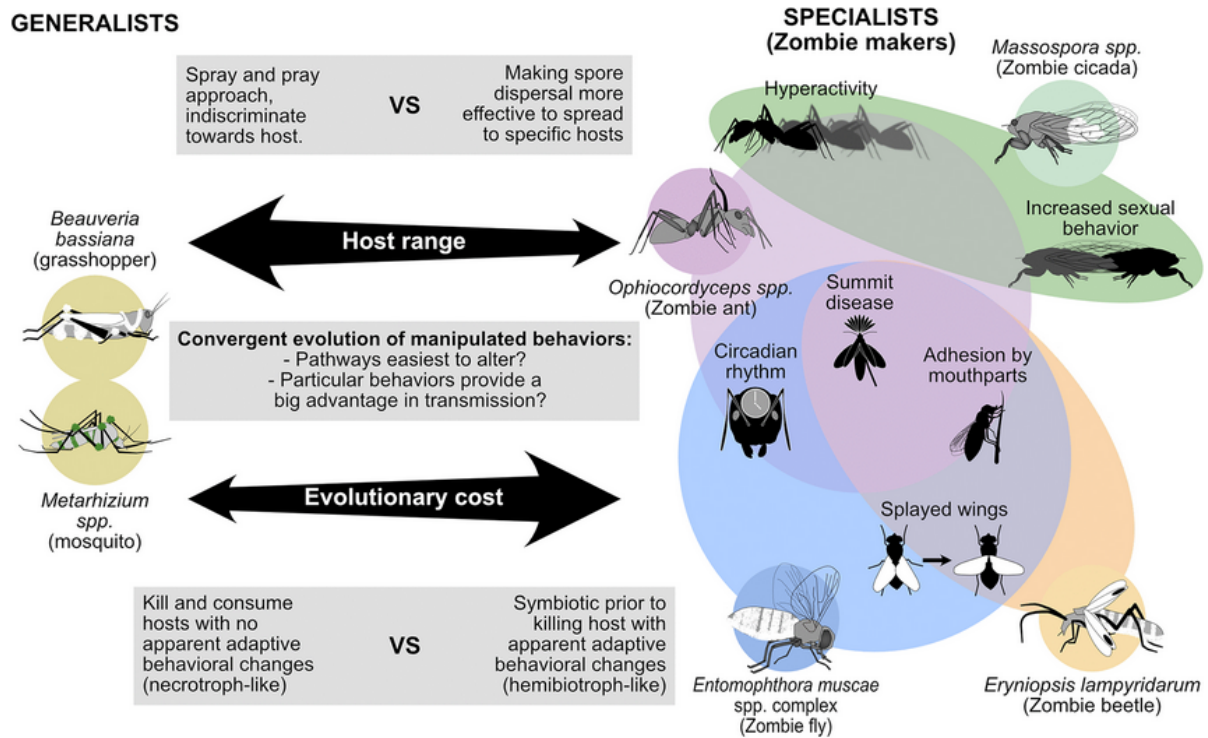 GENERALISTS
SPECIALISTS
(Zombie makers)
Spray and pray
approach,
indiscriminate
towards host.
VS
Making spore
dispersal more
effective to spread
to specific hosts
Massospora spp.
(Zombie cicada)
Hyperactivity
Beauveria
bassiana
(grasshopper)
Host range
Increased sexual
behavior
Ophiocordyceps spp.
(Zombie ant)
Summit
disease
Convergent evolution of manipulated behaviors:
- Pathways easiest to alter?
- Particular behaviors provide a
big advantage in transmission?
Circadian
rhythm
Adhesion by
mouthparts
Metarhizium
spp.
(mosquito)
Evolutionary cost
Splayed wings
Kill and consume
hosts with no
apparent adaptive
behavioral changes
(necrotroph-like)
VS
Symbiotic prior to
killing host with
apparent adaptive
behavioral changes
(hemibiotroph-like)
Entomophthora muscae
spp. complex
(Zombie fly)
Eryniopsis lampyridarum
(Zombie beetle)